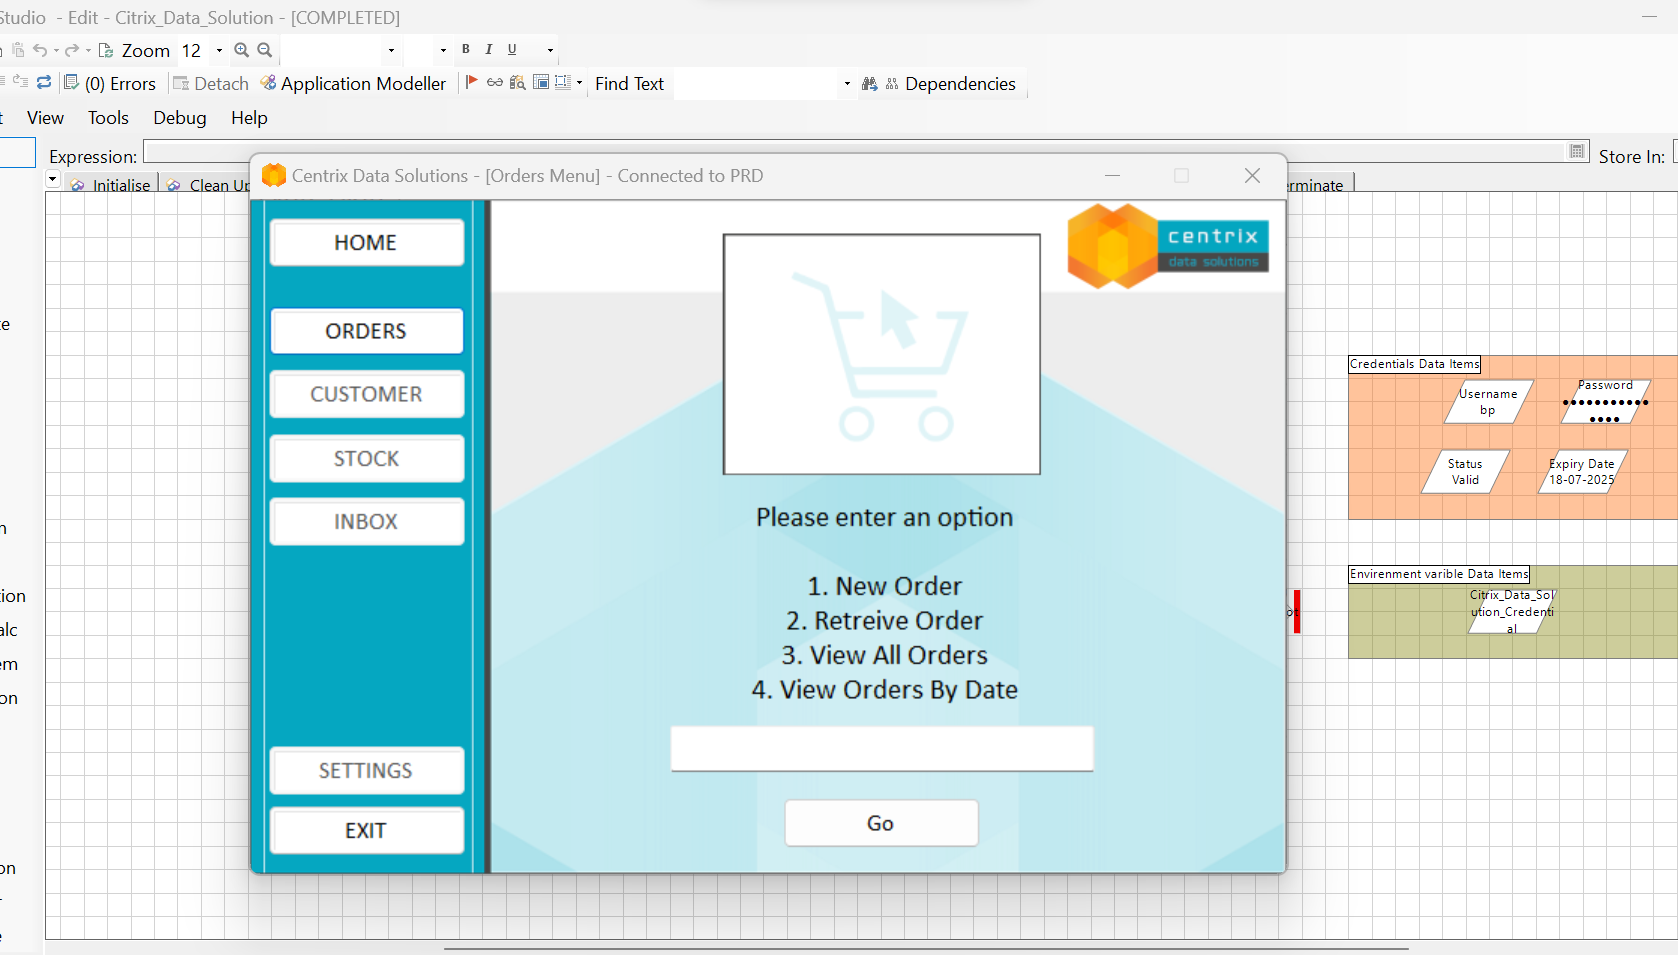 Studio - Edit - Citrix_Data_Solution - [COMPLETED]
Zoom 12 B I U
(0) Errors Detach Application Modeller Find Text Dependencies
View Tools Debug Help
Expression: Store In:
Initialise Clean Up
Centrix Data Solutions - [Orders Menu] - Connected to PRD
HOME
ORDERS
CUSTOMER
STOCK
INBOX
SETTINGS
EXIT
centrix
data solutions
Please enter an option
1. New Order
2. Retreive Order
3. View All Orders
4. View Orders By Date
Go
Credentials Data Items
Username
bp
Password
•••••••••••
••••
Status
Valid
Expiry Date
18-07-2025
Envirenment varible Data Items
Citrix_Data_Sol
ution_Credenti
al